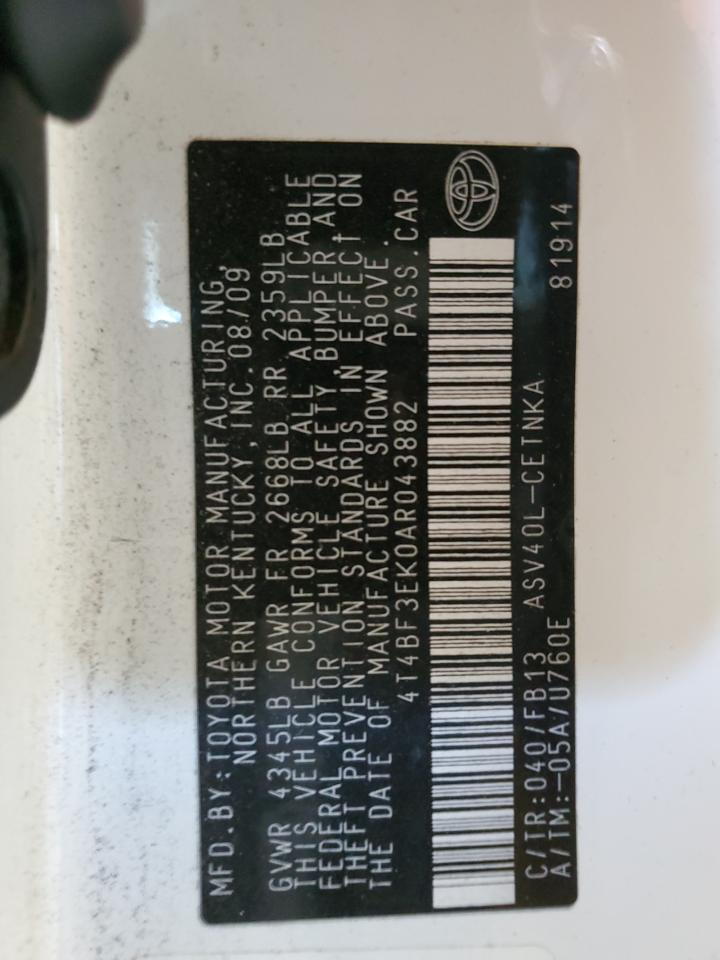 MFD.BY:TOYOTA MOTOR MANUFACTURING,
NORTHERN KENTUCKY,INC.08/09
GVWR 4345LB GAWR FR 2668LB RR 2359LB
THIS VEHICLE CONFORMS TO ALL APPLICABLE
FEDERAL MOTOR VEHICLE SAFETY,BUMPER AND
THEFT PREVENTION STANDARDS IN EFFECT ON
THE DATE OF MANUFACTURE SHOWN ABOVE.
4T4BF3EK0AR043882 PASS.CAR
C/TR:040/FB13 ASV40L-CETNKA 81914
A/TM:-05A/U760E